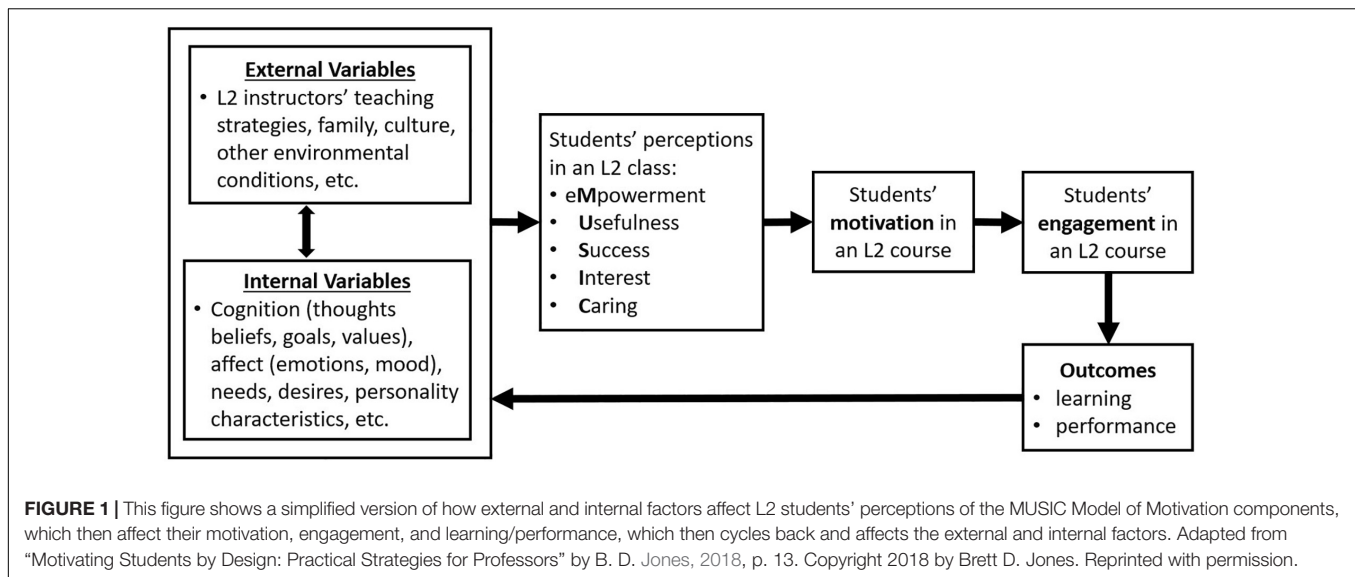 External Variables
• L2 instructors' teaching
strategies, family, culture,
other environmental
conditions, etc.
Internal Variables
• Cognition (thoughts
beliefs, goals, values),
affect (emotions, mood),
needs, desires, personality
characteristics, etc.
Students' perceptions
in an L2 class:
• eMpowerment
• Usefulness
• Success
• Interest
• Caring
Students'
motivation in
an L2 course
Students'
engagement in
an L2 course
Outcomes
• learning
• performance
FIGURE 1 | This figure shows a simplified version of how external and internal factors affect L2 students' perceptions of the MUSIC Model of Motivation components,
which then affect their motivation, engagement, and learning/performance, which then cycles back and affects the external and internal factors. Adapted from
"Motivating Students by Design: Practical Strategies for Professors" by B. D. Jones, 2018, p. 13. Copyright 2018 by Brett D. Jones. Reprinted with permission.